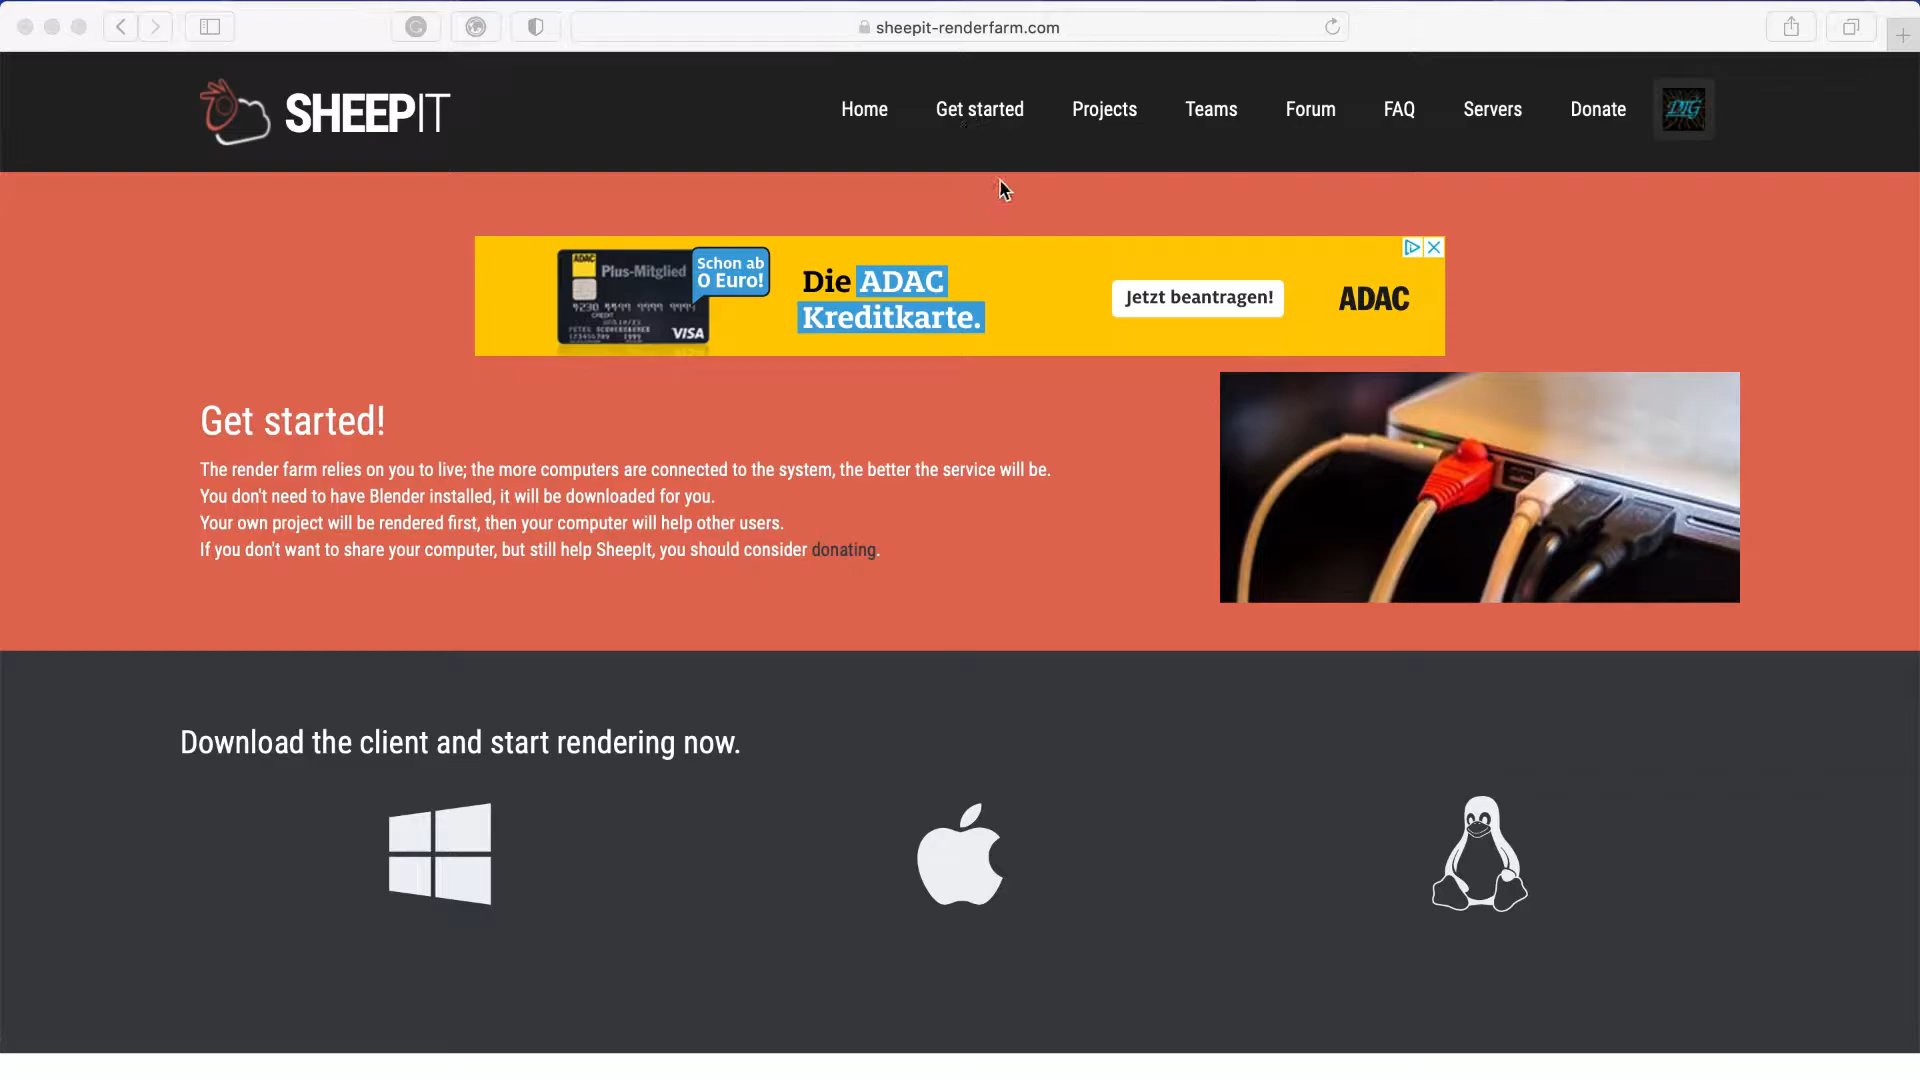 sheepit-renderfarm.com
SHEEPIT
Home
Get started
Projects
Teams
Forum
FAQ
Servers
Donate
DTG
ADAC
Plus-Mitglied
VISA
Schon ab
0 Euro!
Die ADAC
Kreditkarte.
Jetzt beantragen!
ADAC
Get started!
The render farm relies on you to live; the more computers are connected to the system, the better the service will be.
You don't need to have Blender installed, it will be downloaded for you.
Your own project will be rendered first, then your computer will help other users.
If you don't want to share your computer, but still help SheepIt, you should consider donating.
Download the client and start rendering now.